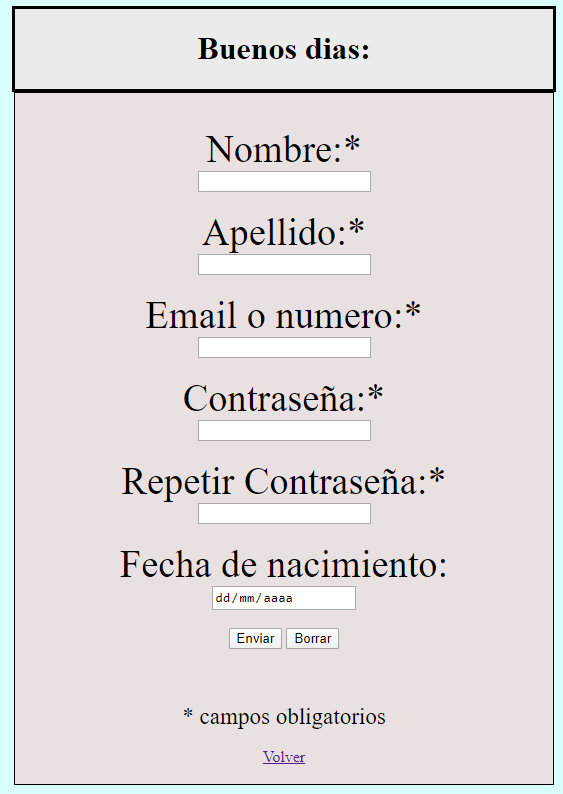 Buenos dias:
Nombre:*
Apellido:*
Email o numero:*
Contraseña:*
Repetir Contraseña:*
Fecha de nacimiento:
dd/mm/aaaa
Enviar Borrar
* campos obligatorios
Volver